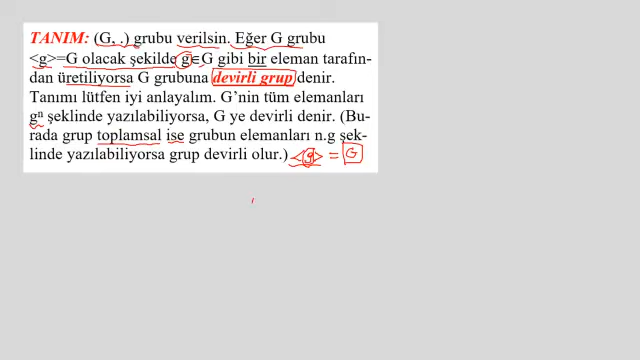 TANIM: (G, .) grubu verilsin. Eğer G grubu
<g>=G olacak şekilde g∈G gibi bir eleman tarafın-
dan üretiliyorsa G grubuna devirli grup denir.
Tanımı lütfen iyi anlayalım. G'nin tüm elemanları
gⁿ şeklinde yazılabiliyorsa, G ye devirli denir. (Bu-
rada grup toplamsal ise grubun elemanları n.g şek-
linde yazılabiliyorsa grup devirli olur.) <g> = G